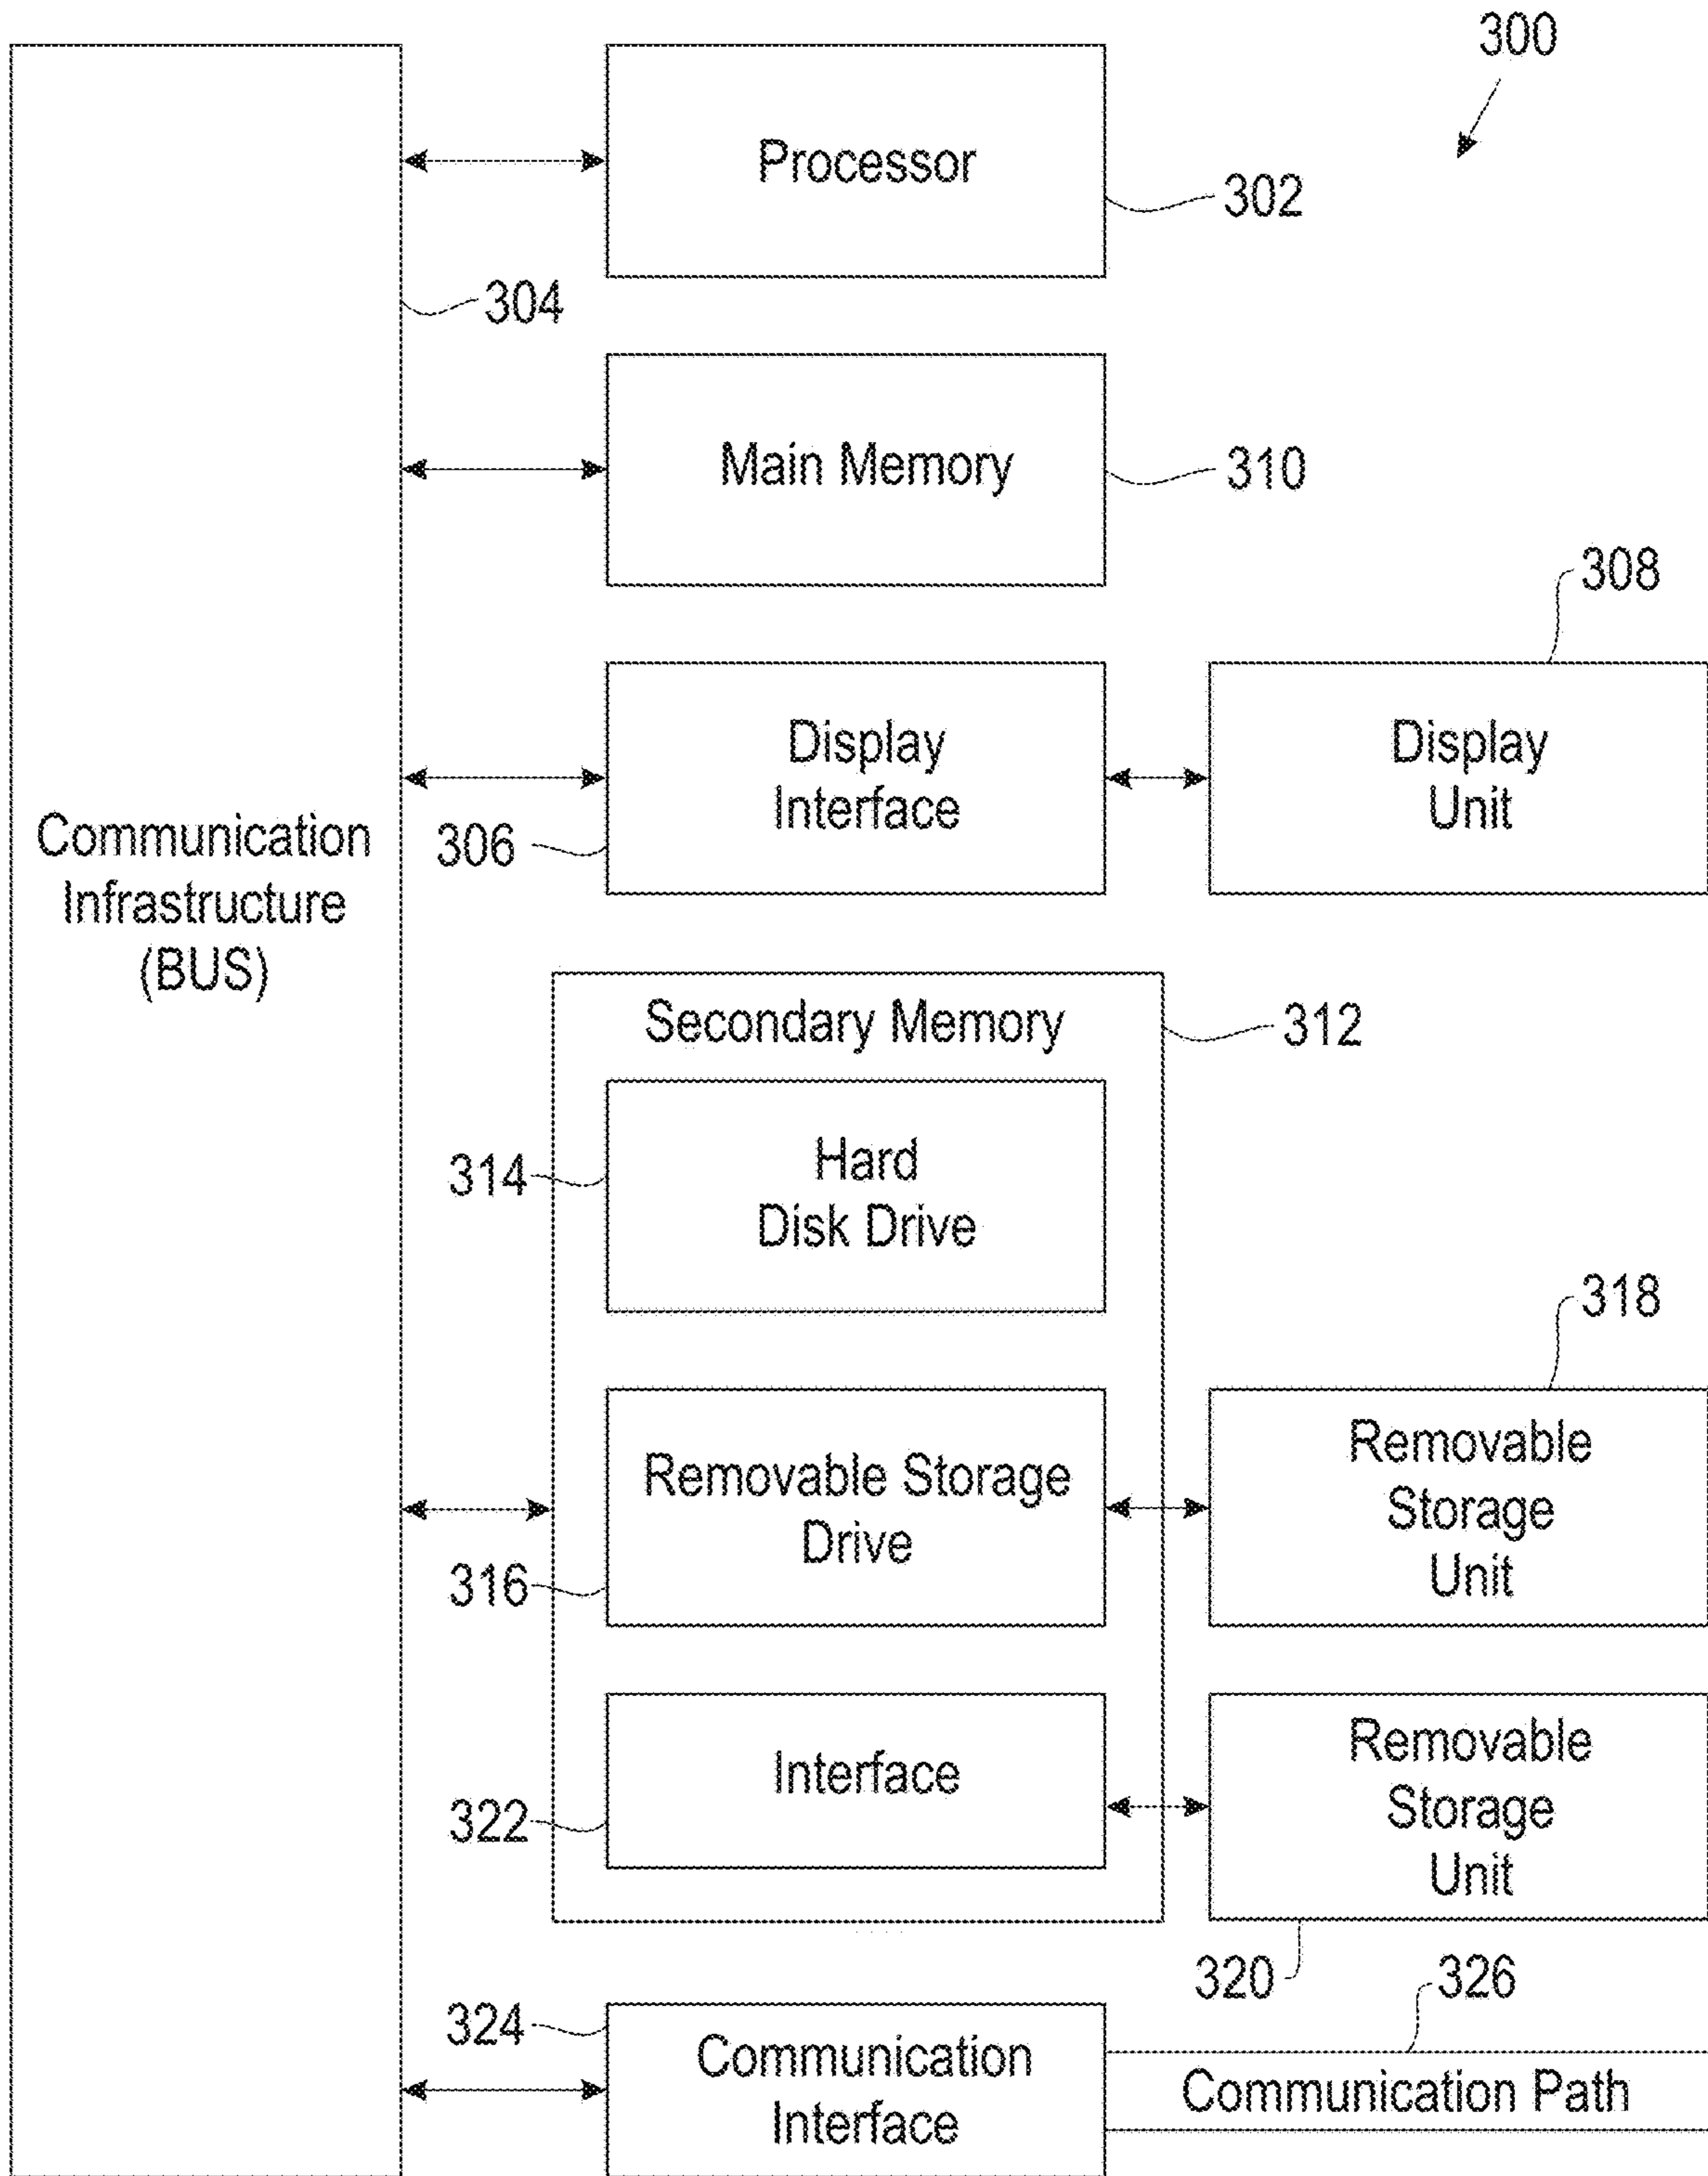 300
Processor
302
304
Main Memory
310
308
Display
Interface
306
Display
Unit
Communication
Infrastructure
(BUS)
Secondary Memory
312
Hard
Disk Drive
314
318
Removable Storage
Drive
316
Removable
Storage
Unit
Interface
322
Removable
Storage
Unit
320
326
324
Communication
Interface
Communication Path